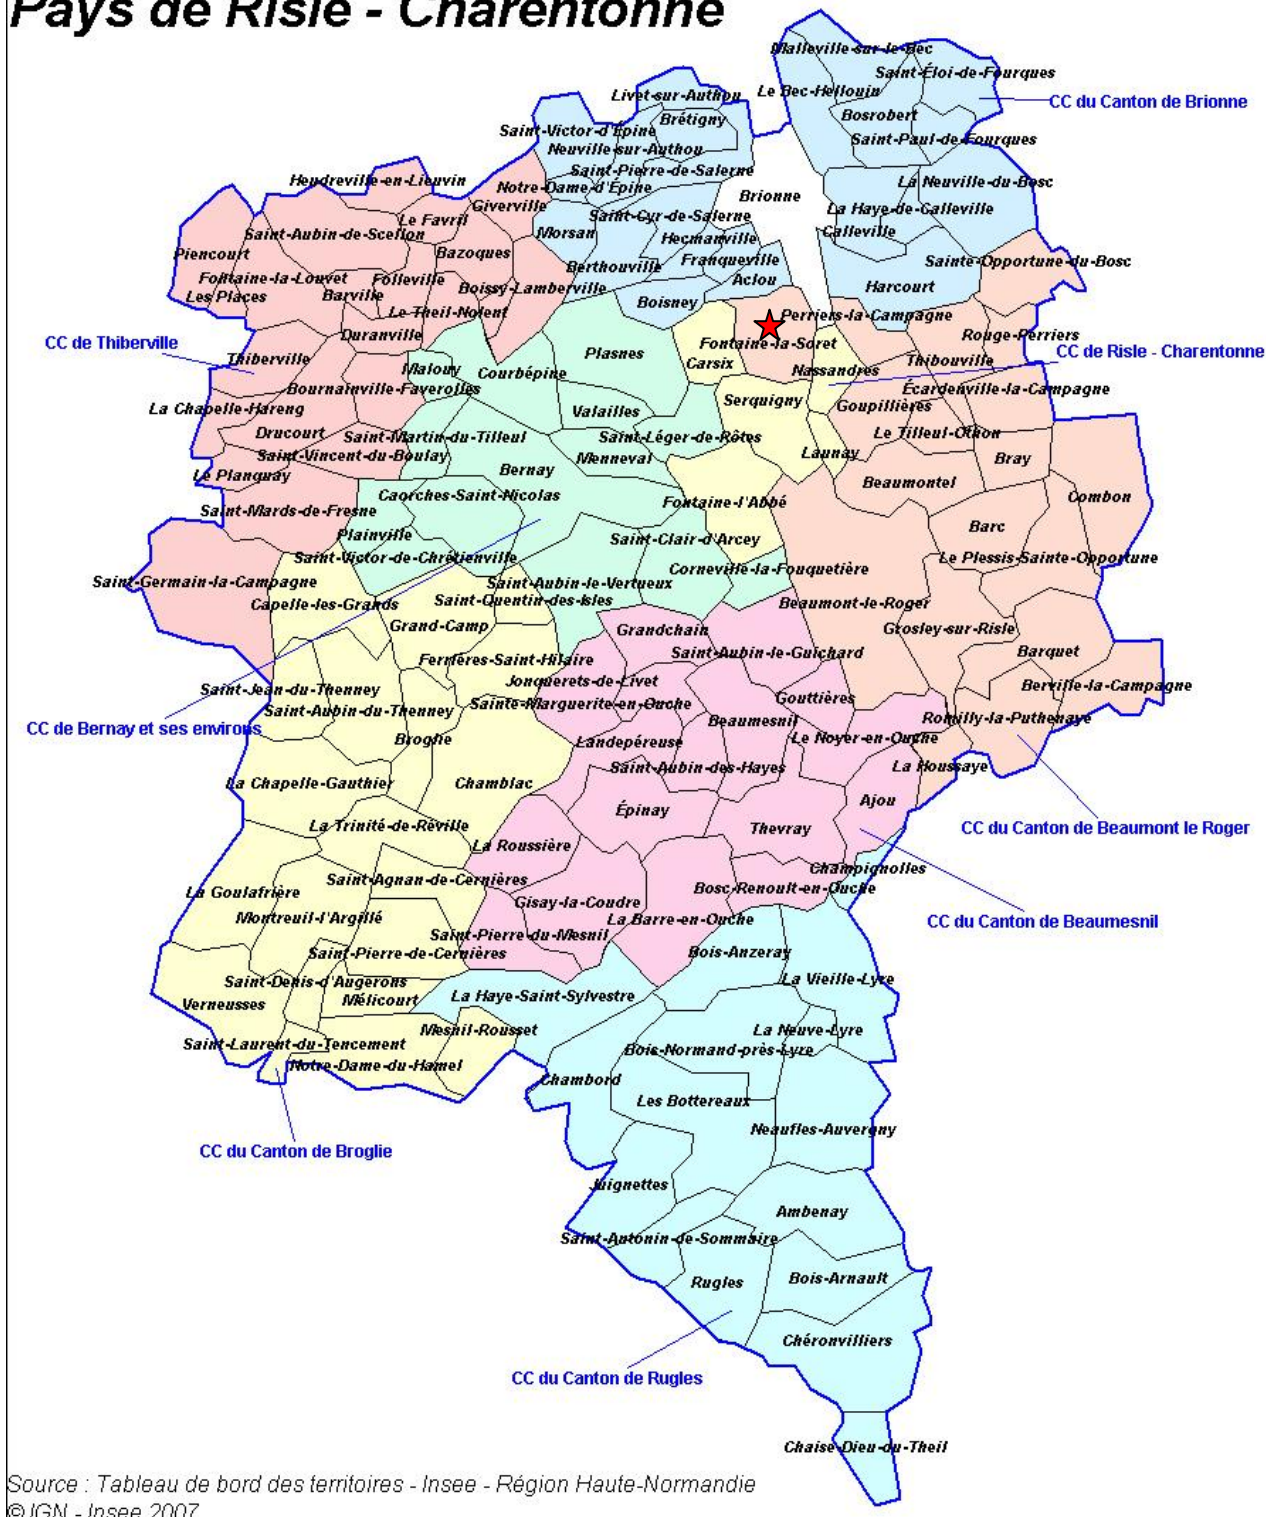 Pays de Risle - Charentonne
Malleville-sur-le-Bec
Saint-Éloi-de-Fourques
Le Bec-Hellouin
Livet-sur-Authou
CC du Canton de Brionne
Bosrobert
Brétigny
Saint-Victor-d'Épine
Saint-Paul-de-Fourques
Neuville-sur-Authou
Saint-Pierre-de-Salerne
Heudreville-en-Lieuvin
La Neuville-du-Bosc
Notre-Dame-d'Épine
Brionne
Giverville
La Haye-de-Calleville
Le Favril
Saint-Cyr-de-Salerne
Calleville
Saint-Aubin-de-Scellon
Morsan
Hecmanville
Piencourt
Bazoques
Franqueville
Sainte-Opportune-du-Bosc
Berthouville
Fontaine-la-Louvet
Folleville
Aclou
Boissy-Lamberville
Harcourt
Les Places
Barville
Boisney
Le Theil-Nolent
Perriers-la-Campagne
Duranville
Rouge-Perriers
CC de Thiberville
Fontaine-la-Soret
CC de Risle - Charentonne
Plasnes
Thiberville
Thibouville
Carsix
Malouy
Courbépine
Nassandres
Bournainville-Faverolles
Écardenville-la-Campagne
Serquigny
La Chapelle-Hareng
Valailles
Goupillières
Drucourt
Saint-Martin-du-Tilleul
Saint-Léger-de-Rôtes
Le Tilleul-Othon
Saint-Vincent-du-Boulay
Menneval
Launay
Bray
Bernay
Le Planquay
Beaumontel
Caorches-Saint-Nicolas
Fontaine-l'Abbé
Combon
Saint-Mards-de-Fresne
Barc
Plainville
Saint-Clair-d'Arcey
Saint-Victor-de-Chrétienville
Le Plessis-Sainte-Opportune
Corneville-la-Fouquetière
Saint-Germain-la-Campagne
Saint-Aubin-le-Vertueux
Capelle-les-Grands
Saint-Quentin-des-Isles
Beaumont-le-Roger
Grand-Camp
Grandchain
Grosley-sur-Risle
Saint-Aubin-le-Guichard
Barquet
Ferrières-Saint-Hilaire
Jonquerets-de-Livet
Berville-la-Campagne
Saint-Jean-du-Thenney
Gouttières
Sainte-Marguerite-en-Ouche
Saint-Aubin-du-Thenney
Beaumesnil
Romilly-la-Puthenaye
CC de Bernay et ses environs
Broglie
Landepéreuse
Le Noyer-en-Ouche
Saint-Aubin-des-Hayes
La Houssaye
La Chapelle-Gauthier
Chamblac
Ajou
Épinay
La Trinité-de-Réville
Thevray
CC du Canton de Beaumont le Roger
La Roussière
Champignolles
Saint-Agnan-de-Cernières
Bosc-Renoult-en-Ouche
La Goulafrière
Gisay-la-Coudre
Montreuil-l'Argillé
La Barre-en-Ouche
CC du Canton de Beaumesnil
Saint-Pierre-du-Mesnil
Saint-Pierre-de-Cernières
Bois-Anzeray
Saint-Denis-d'Augerons
La Vieille-Lyre
La Haye-Saint-Sylvestre
Mélicourt
Verneusses
Mesnil-Rousset
La Neuve-Lyre
Saint-Laurent-du-Tencement
Bois-Normand-près-Lyre
Notre-Dame-du-Hamel
Chambord
Les Bottereaux
Neaufles-Auvergny
CC du Canton de Broglie
Juignettes
Ambenay
Saint-Antonin-de-Sommaire
Bois-Arnault
Rugles
Chéronvilliers
CC du Canton de Rugles
Chaise-Dieu-du-Theil
Source : Tableau de bord des territoires - Insee - Région Haute-Normandie
© IGN - Insee 2007